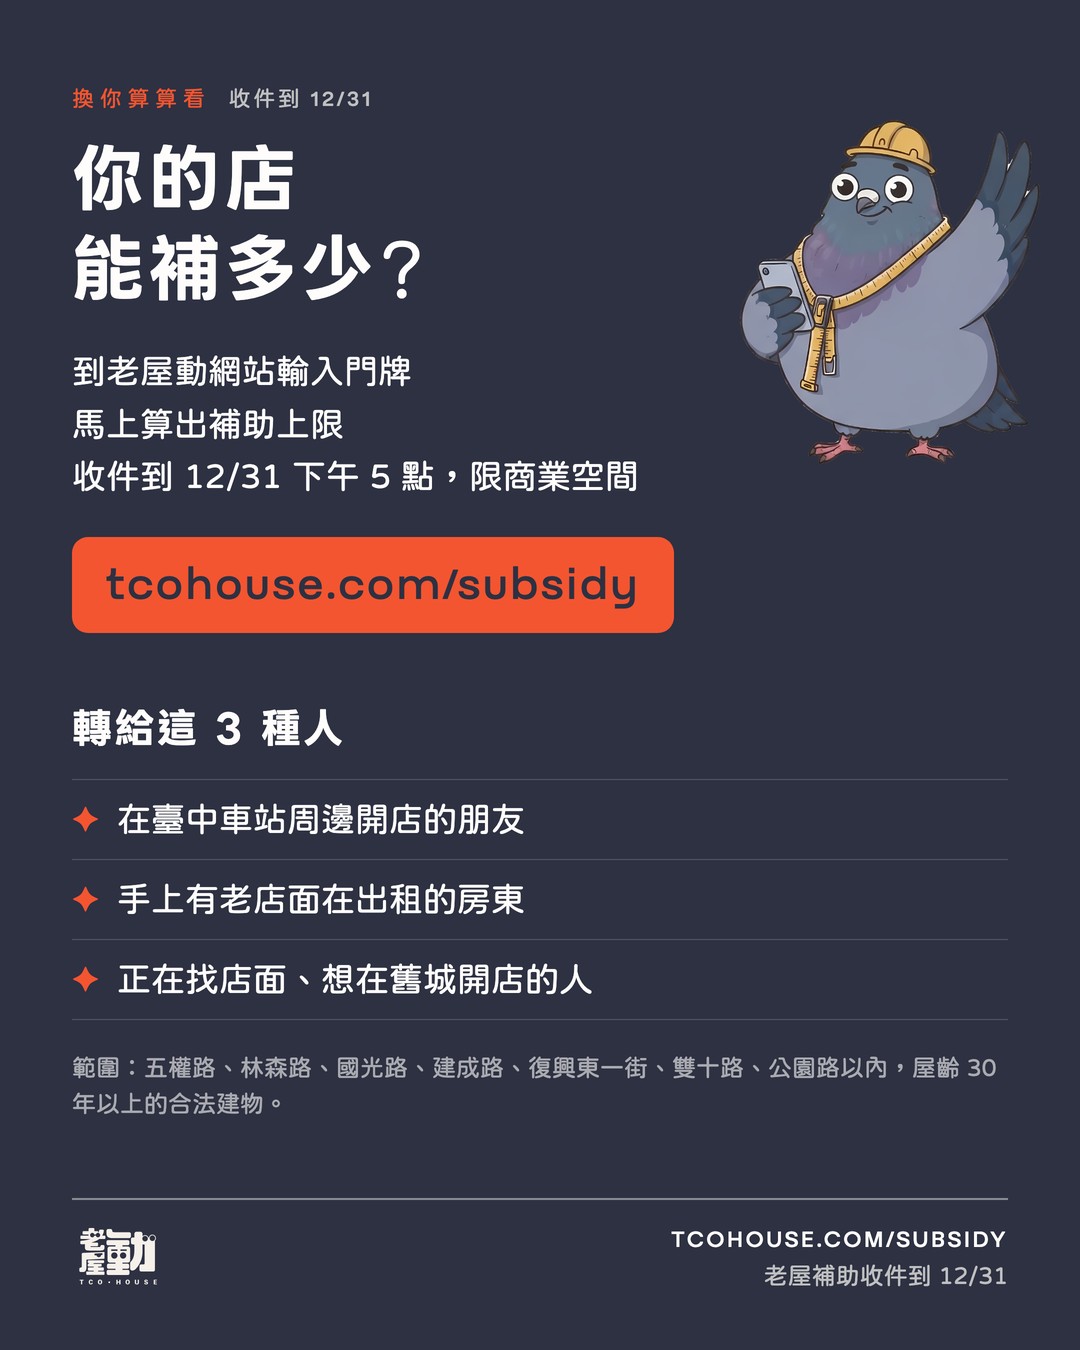 換你算算看 收件到 12/31
你的店
能補多少？
到老屋動網站輸入門牌
馬上算出補助上限
收件到 12/31 下午 5 點，限商業空間
tcohouse.com/subsidy
轉給這 3 種人
在臺中車站周邊開店的朋友
手上有老店面在出租的房東
正在找店面、想在舊城開店的人
範圍：五權路、林森路、國光路、建成路、復興東一街、雙十路、公園路以內，屋齡 30
年以上的合法建物。
老屋動
TCO·HOUSE
TCOHOUSE.COM/SUBSIDY
老屋補助收件到 12/31